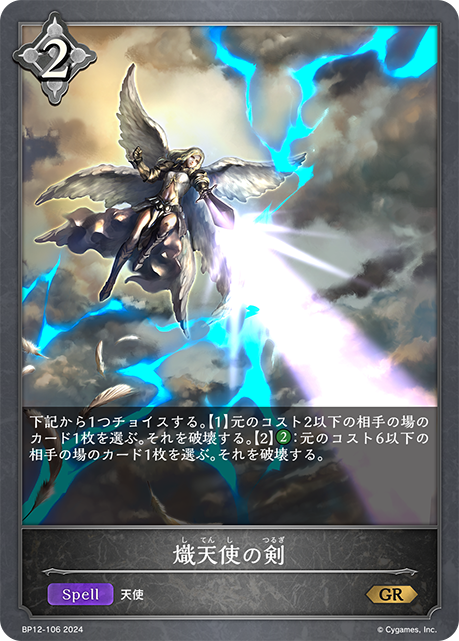 2
下記から1つチョイスする。【1】元のコスト2以下の相手の場の
カード1枚を選ぶ。それを破壊する。【2】2：元のコスト6以下の
相手の場のカード1枚を選ぶ。それを破壊する。
し てん し つるぎ
熾天使の剣
Spell 天使 GR
BP12-106 2024 © Cygames, Inc.